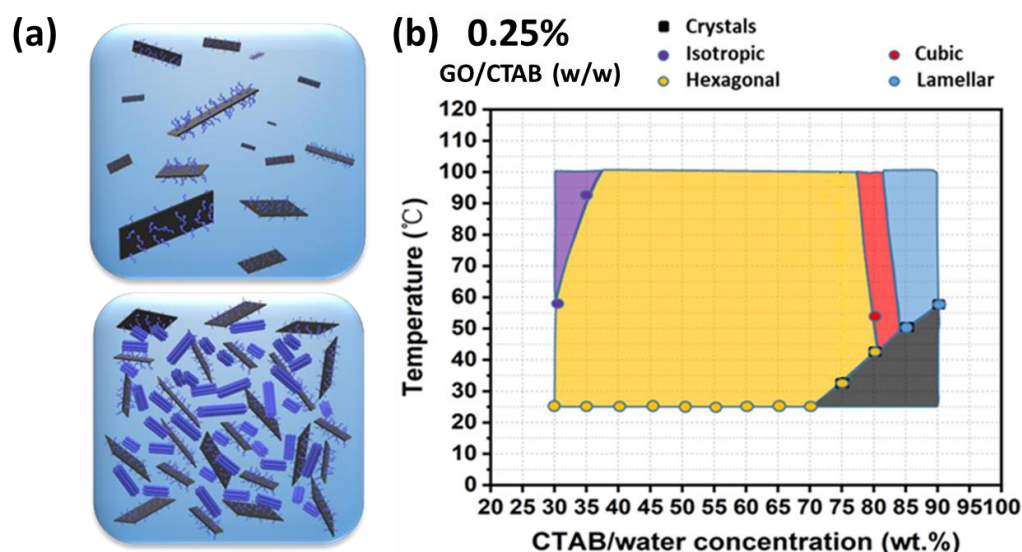 (a)
(b) 0.25%
GO/CTAB (w/w)
Crystals
Isotropic
Cubic
Hexagonal
Lamellar
120
110
100
90
80
70
60
50
40
30
20
10
0
Temperature (℃)
20 25 30 35 40 45 50 55 60 65 70 75 80 85 90 95 100
CTAB/water concentration (wt.%)